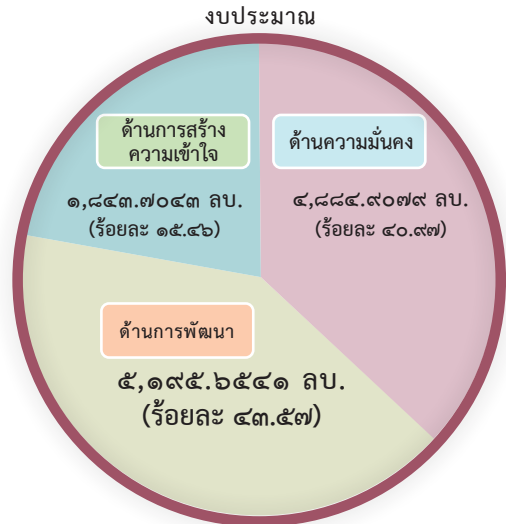 งบประมาณ
ด้านการสร้าง
ความเข้าใจ
๑,๘๔๓.๗๐๔๓ ลบ.
(ร้อยละ ๑๕.๔๖)
ด้านความมั่นคง
๔,๘๘๔.๙๐๗๙ ลบ.
(ร้อยละ ๔๐.๙๗)
ด้านการพัฒนา
๕,๑๙๕.๖๕๔๑ ลบ.
(ร้อยละ ๔๓.๕๗)